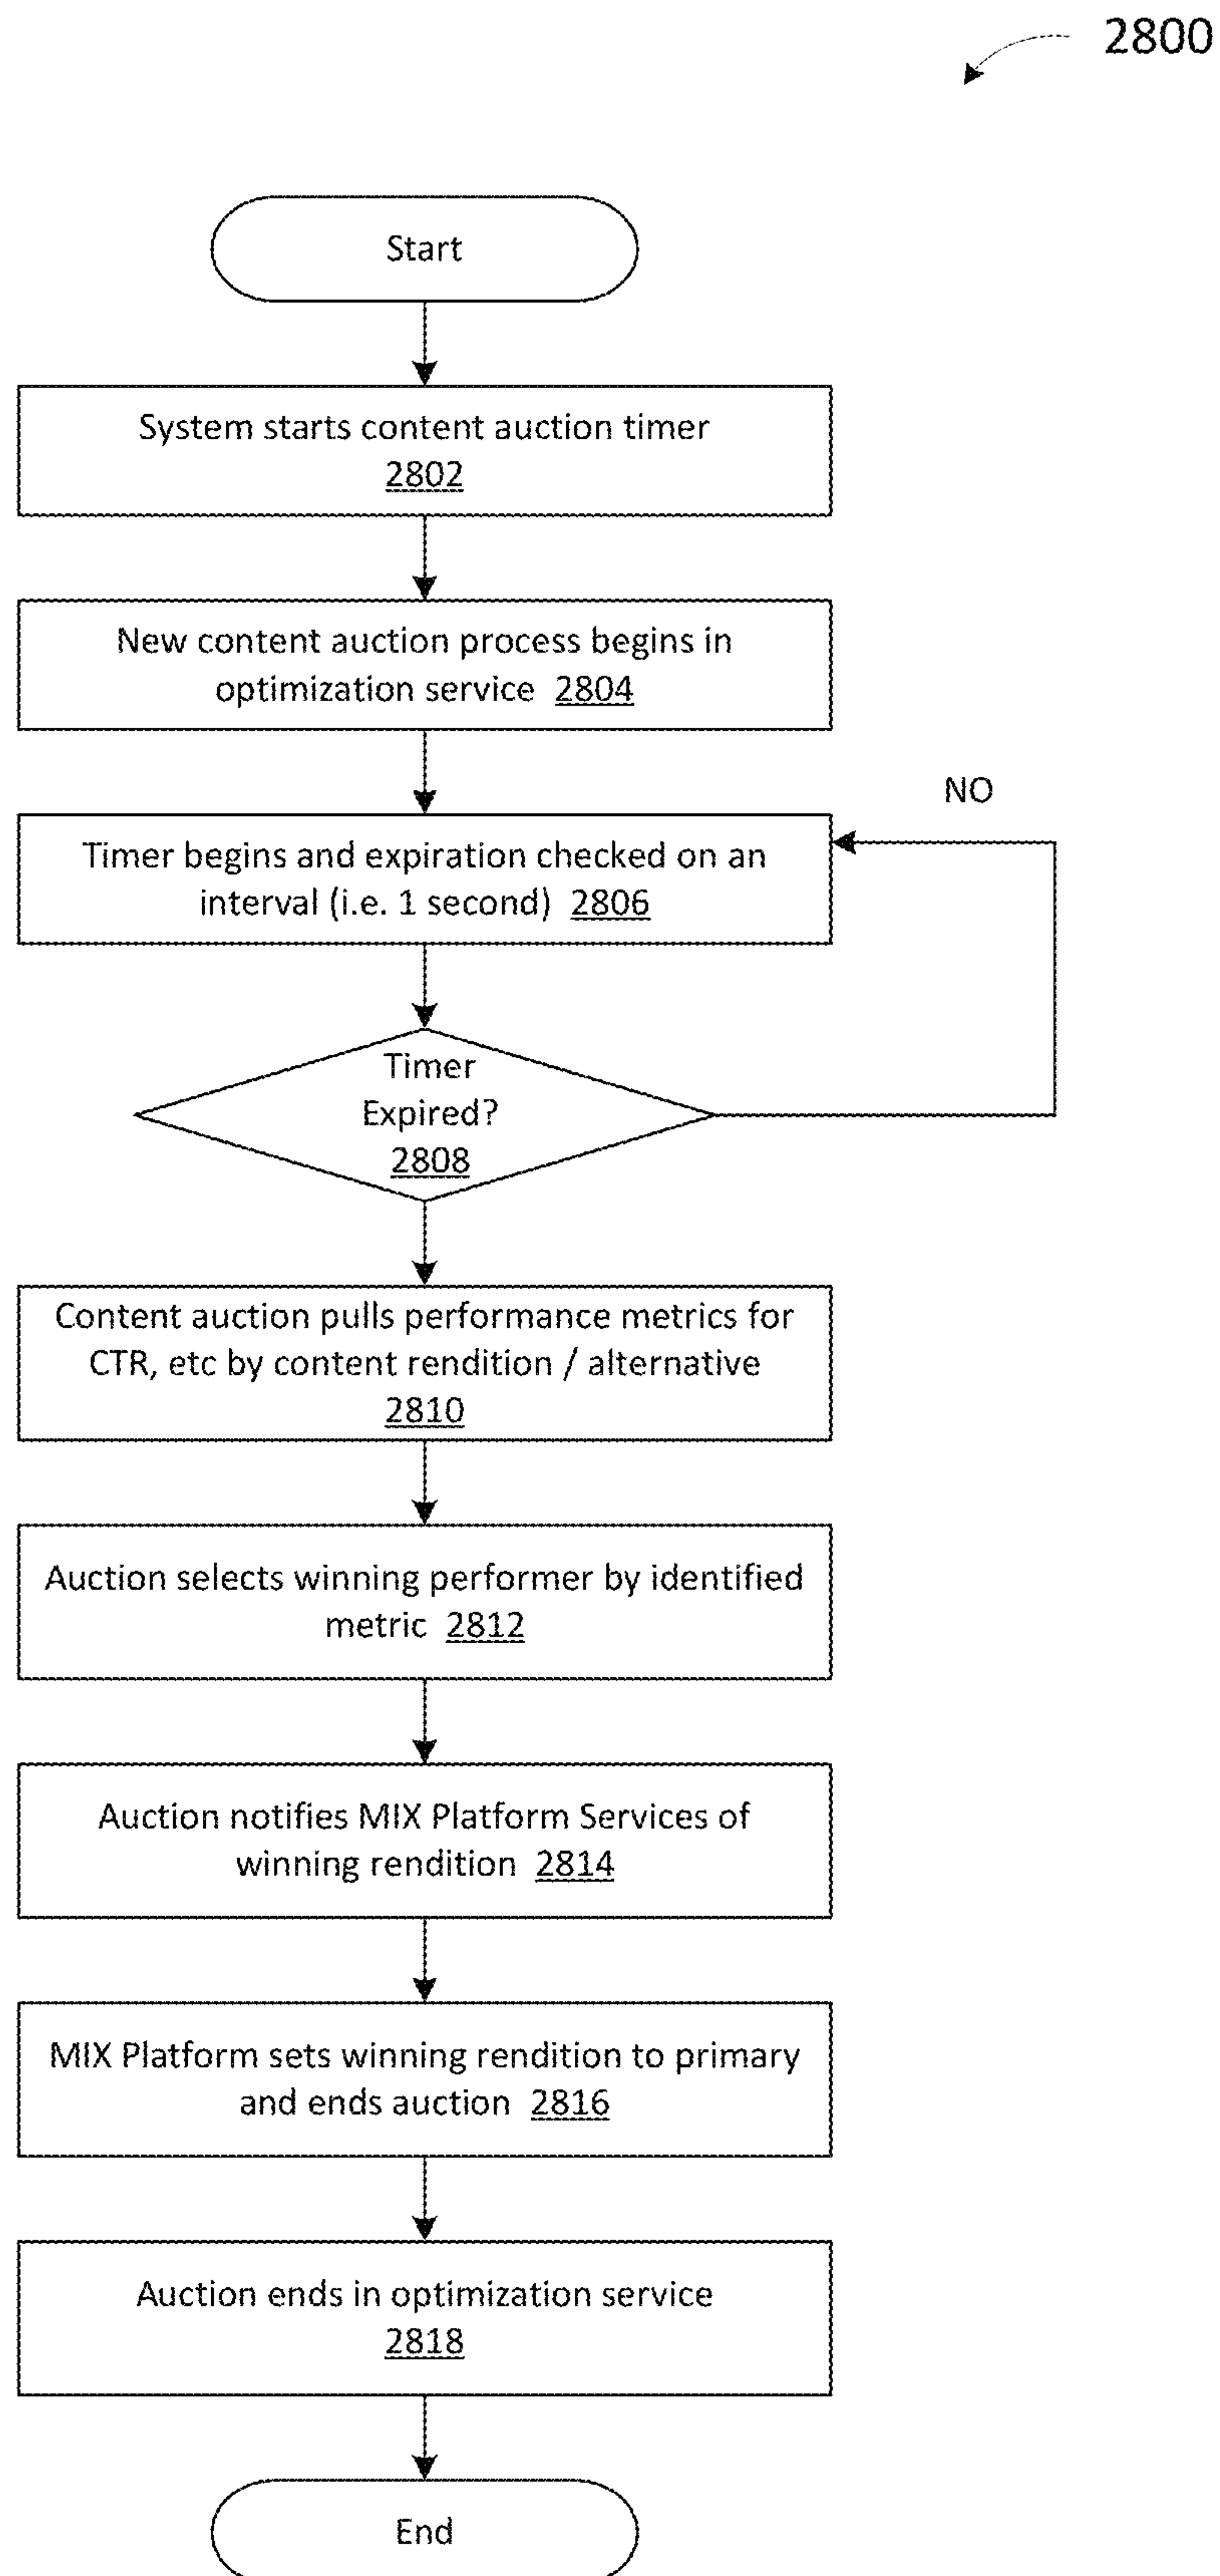 2800
Start
System starts content auction timer
2802
New content auction process begins in
optimization service 2804
NO
Timer begins and expiration checked on an
interval (i.e. 1 second) 2806
Timer
Expired?
2808
Content auction pulls performance metrics for
CTR, etc by content rendition / alternative
2810
Auction selects winning performer by identified
metric 2812
Auction notifies MIX Platform Services of
winning rendition 2814
MIX Platform sets winning rendition to primary
and ends auction 2816
Auction ends in optimization service
2818
End